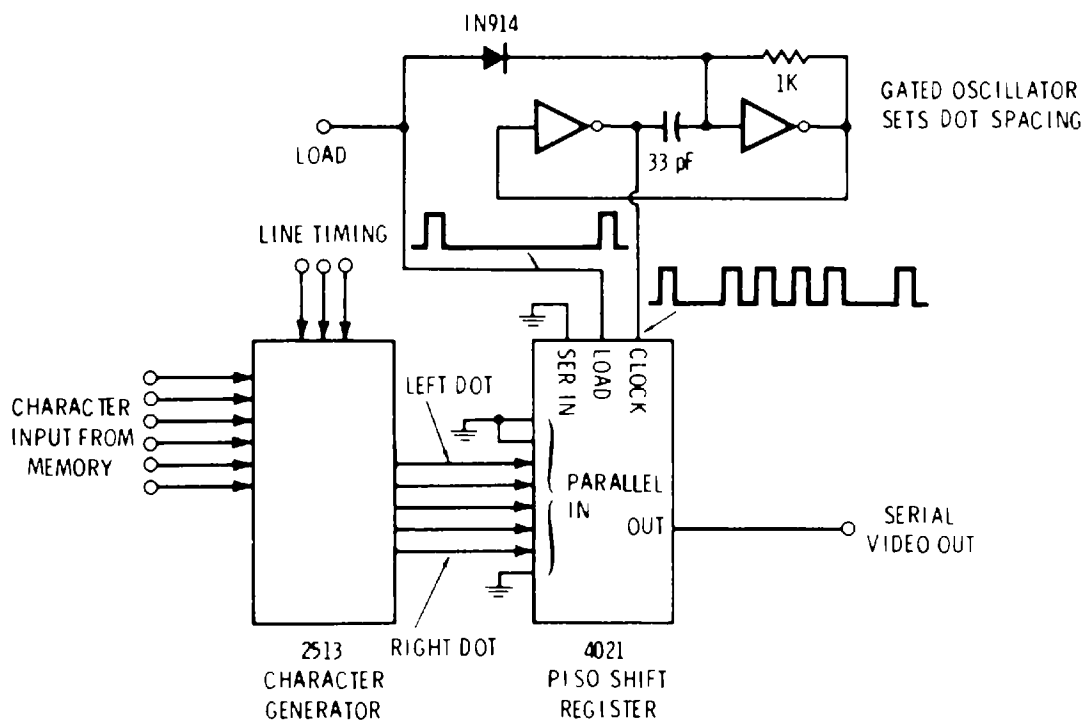 IN914
1K
GATED OSCILLATOR
SETS DOT SPACING
LOAD
33 pF
LINE TIMING
SER IN
LOAD
CLOCK
LEFT DOT
CHARACTER
INPUT FROM
MEMORY
PARALLEL
IN
OUT
SERIAL
VIDEO OUT
RIGHT DOT
2513
CHARACTER
GENERATOR
4021
PISO SHIFT
REGISTER